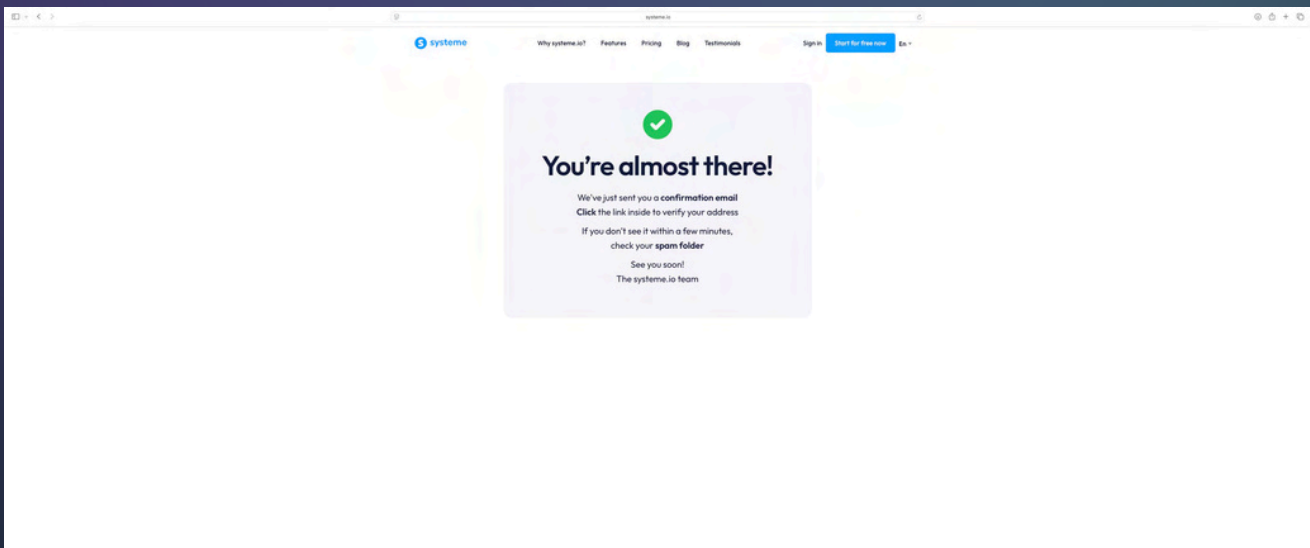 systeme.io
systeme
Why systeme.io? Features Pricing Blog Testimonials Sign in Start for free now En
You're almost there!
We've just sent you a confirmation email
Click the link inside to verify your address
If you don't see it within a few minutes,
check your spam folder
See you soon!
The systeme.io team